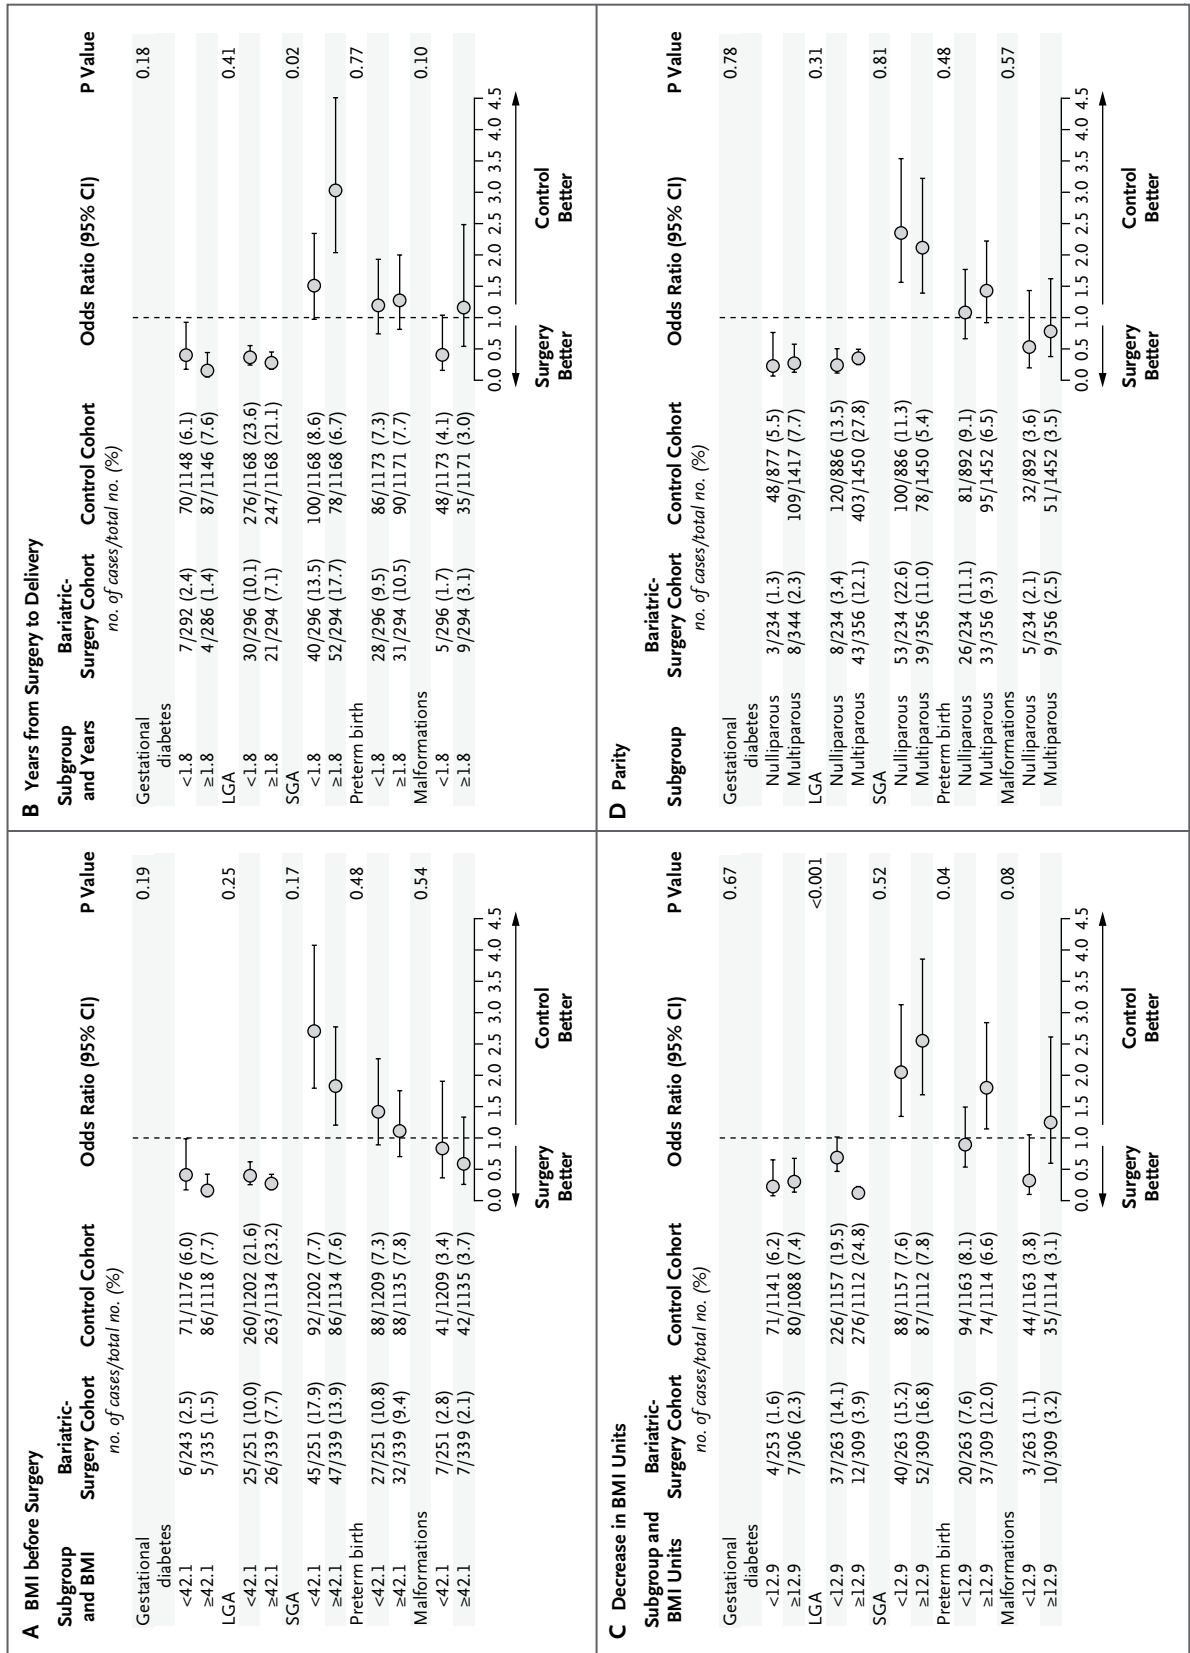 A BMI before Surgery
Subgroup and BMI Bariatric-Surgery Cohort Control Cohort Odds Ratio (95% CI) P Value
no. of cases/total no. (%)
Gestational diabetes 0.19
<42.1 6/243 (2.5) 71/1176 (6.0)
≥42.1 5/335 (1.5) 86/1118 (7.7)
LGA 0.25
<42.1 25/251 (10.0) 260/1202 (21.6)
≥42.1 26/339 (7.7) 263/1134 (23.2)
SGA 0.17
<42.1 45/251 (17.9) 92/1202 (7.7)
≥42.1 47/339 (13.9) 86/1134 (7.6)
Preterm birth 0.48
<42.1 27/251 (10.8) 88/1209 (7.3)
≥42.1 32/339 (9.4) 88/1135 (7.8)
Malformations 0.54
<42.1 7/251 (2.8) 41/1209 (3.4)
≥42.1 7/339 (2.1) 42/1135 (3.7)
0.0 0.5 1.0 1.5 2.0 2.5 3.0 3.5 4.0 4.5
Surgery Better Control Better
B Years from Surgery to Delivery
Subgroup and Years Bariatric-Surgery Cohort Control Cohort Odds Ratio (95% CI) P Value
no. of cases/total no. (%)
Gestational diabetes 0.18
<1.8 7/292 (2.4) 70/1148 (6.1)
≥1.8 4/286 (1.4) 87/1146 (7.6)
LGA 0.41
<1.8 30/296 (10.1) 276/1168 (23.6)
≥1.8 21/294 (7.1) 247/1168 (21.1)
SGA 0.02
<1.8 40/296 (13.5) 100/1168 (8.6)
≥1.8 52/294 (17.7) 78/1168 (6.7)
Preterm birth 0.77
<1.8 28/296 (9.5) 86/1173 (7.3)
≥1.8 31/294 (10.5) 90/1171 (7.7)
Malformations 0.10
<1.8 5/296 (1.7) 48/1173 (4.1)
≥1.8 9/294 (3.1) 35/1171 (3.0)
0.0 0.5 1.0 1.5 2.0 2.5 3.0 3.5 4.0 4.5
Surgery Better Control Better
C Decrease in BMI Units
Subgroup and BMI Units Bariatric-Surgery Cohort Control Cohort Odds Ratio (95% CI) P Value
no. of cases/total no. (%)
Gestational diabetes 0.67
<12.9 4/253 (1.6) 71/1141 (6.2)
≥12.9 7/306 (2.3) 80/1088 (7.4)
LGA <0.001
<12.9 37/263 (14.1) 226/1157 (19.5)
≥12.9 12/309 (3.9) 276/1112 (24.8)
SGA 0.52
<12.9 40/263 (15.2) 88/1157 (7.6)
≥12.9 52/309 (16.8) 87/1112 (7.8)
Preterm birth 0.04
<12.9 20/263 (7.6) 94/1163 (8.1)
≥12.9 37/309 (12.0) 74/1114 (6.6)
Malformations 0.08
<12.9 3/263 (1.1) 44/1163 (3.8)
≥12.9 10/309 (3.2) 35/1114 (3.1)
0.0 0.5 1.0 1.5 2.0 2.5 3.0 3.5 4.0 4.5
Surgery Better Control Better
D Parity
Subgroup Bariatric-Surgery Cohort Control Cohort Odds Ratio (95% CI) P Value
no. of cases/total no. (%)
Gestational diabetes 0.78
Nulliparous 3/234 (1.3) 48/877 (5.5)
Multiparous 8/344 (2.3) 109/1417 (7.7)
LGA 0.31
Nulliparous 8/234 (3.4) 120/886 (13.5)
Multiparous 43/356 (12.1) 403/1450 (27.8)
SGA 0.81
Nulliparous 53/234 (22.6) 100/886 (11.3)
Multiparous 39/356 (11.0) 78/1450 (5.4)
Preterm birth 0.48
Nulliparous 26/234 (11.1) 81/892 (9.1)
Multiparous 33/356 (9.3) 95/1452 (6.5)
Malformations 0.57
Nulliparous 5/234 (2.1) 32/892 (3.6)
Multiparous 9/356 (2.5) 51/1452 (3.5)
0.0 0.5 1.0 1.5 2.0 2.5 3.0 3.5 4.0 4.5
Surgery Better Control Better